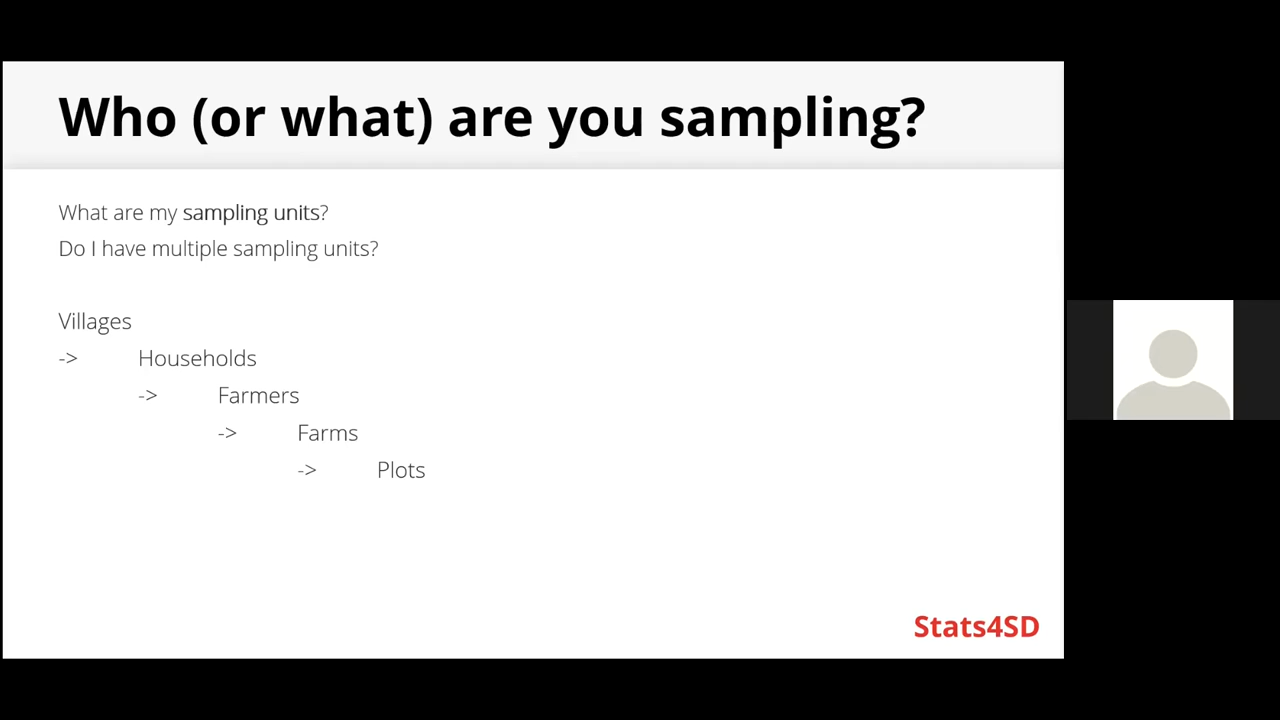 Who (or what) are you sampling?
What are my sampling units?
Do I have multiple sampling units?
Villages
-> Households
-> Farmers
-> Farms
-> Plots
Stats4SD